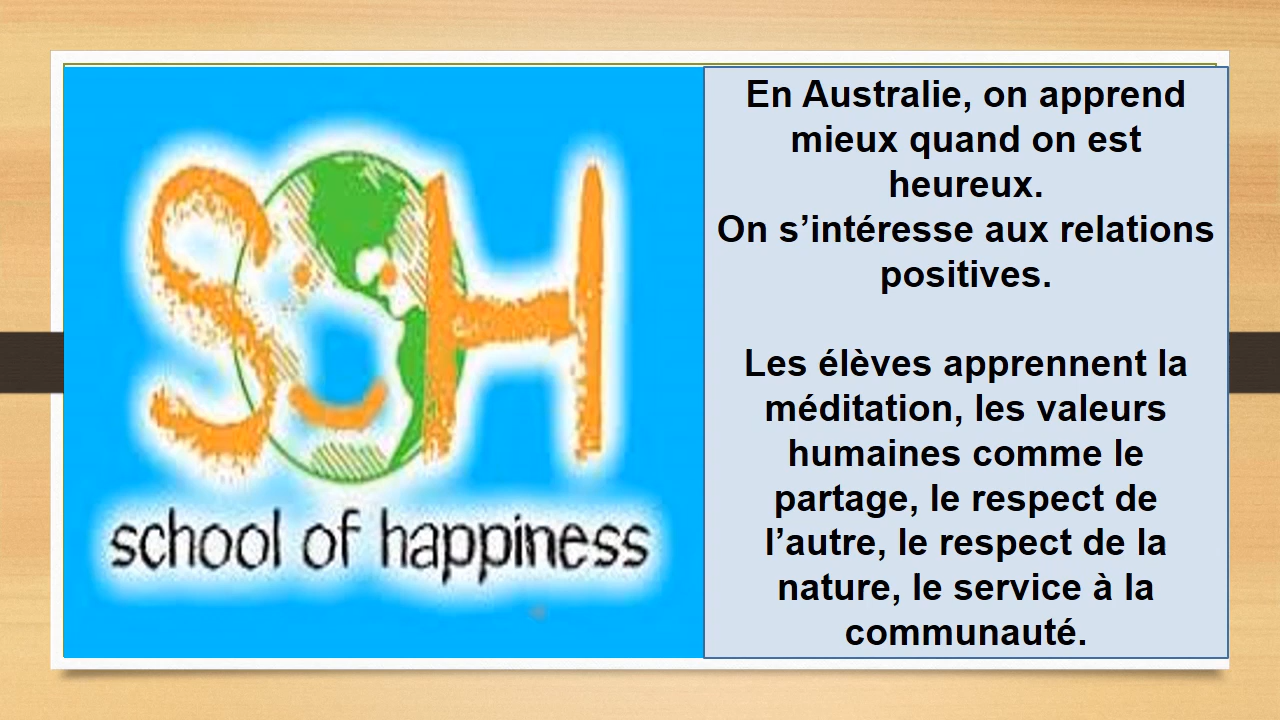 SOH
school of happiness
En Australie, on apprend
mieux quand on est
heureux.
On s’intéresse aux relations
positives.
Les élèves apprennent la
méditation, les valeurs
humaines comme le
partage, le respect de
l’autre, le respect de la
nature, le service à la
communauté.